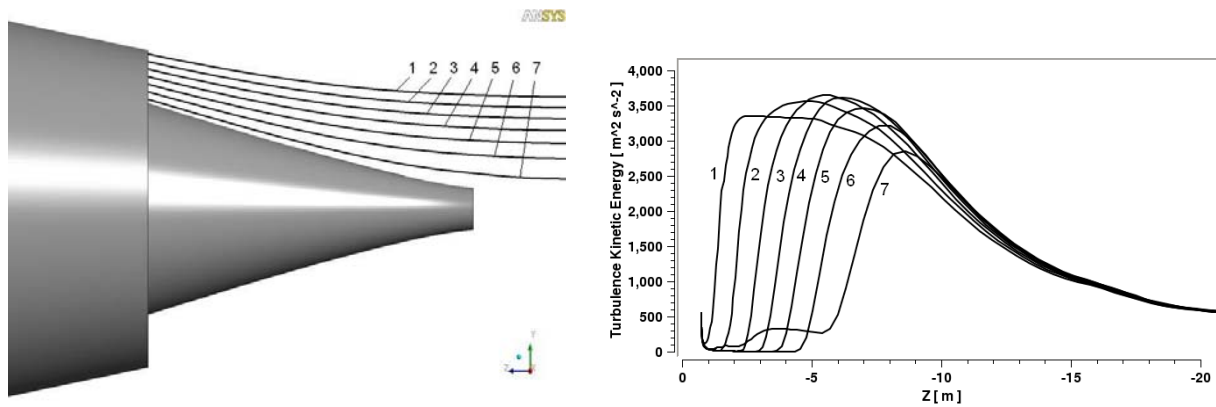 ANSYS
1 2 3 4 5 6 7
Y
Z
Turbulence Kinetic Energy [ m^2 s^-2 ]
4,000
3,500
3,000
2,500
2,000
1,500
1,000
500
0
1 2 3 4 5 6 7
0 -5 -10 -15 -20
Z [ m ]